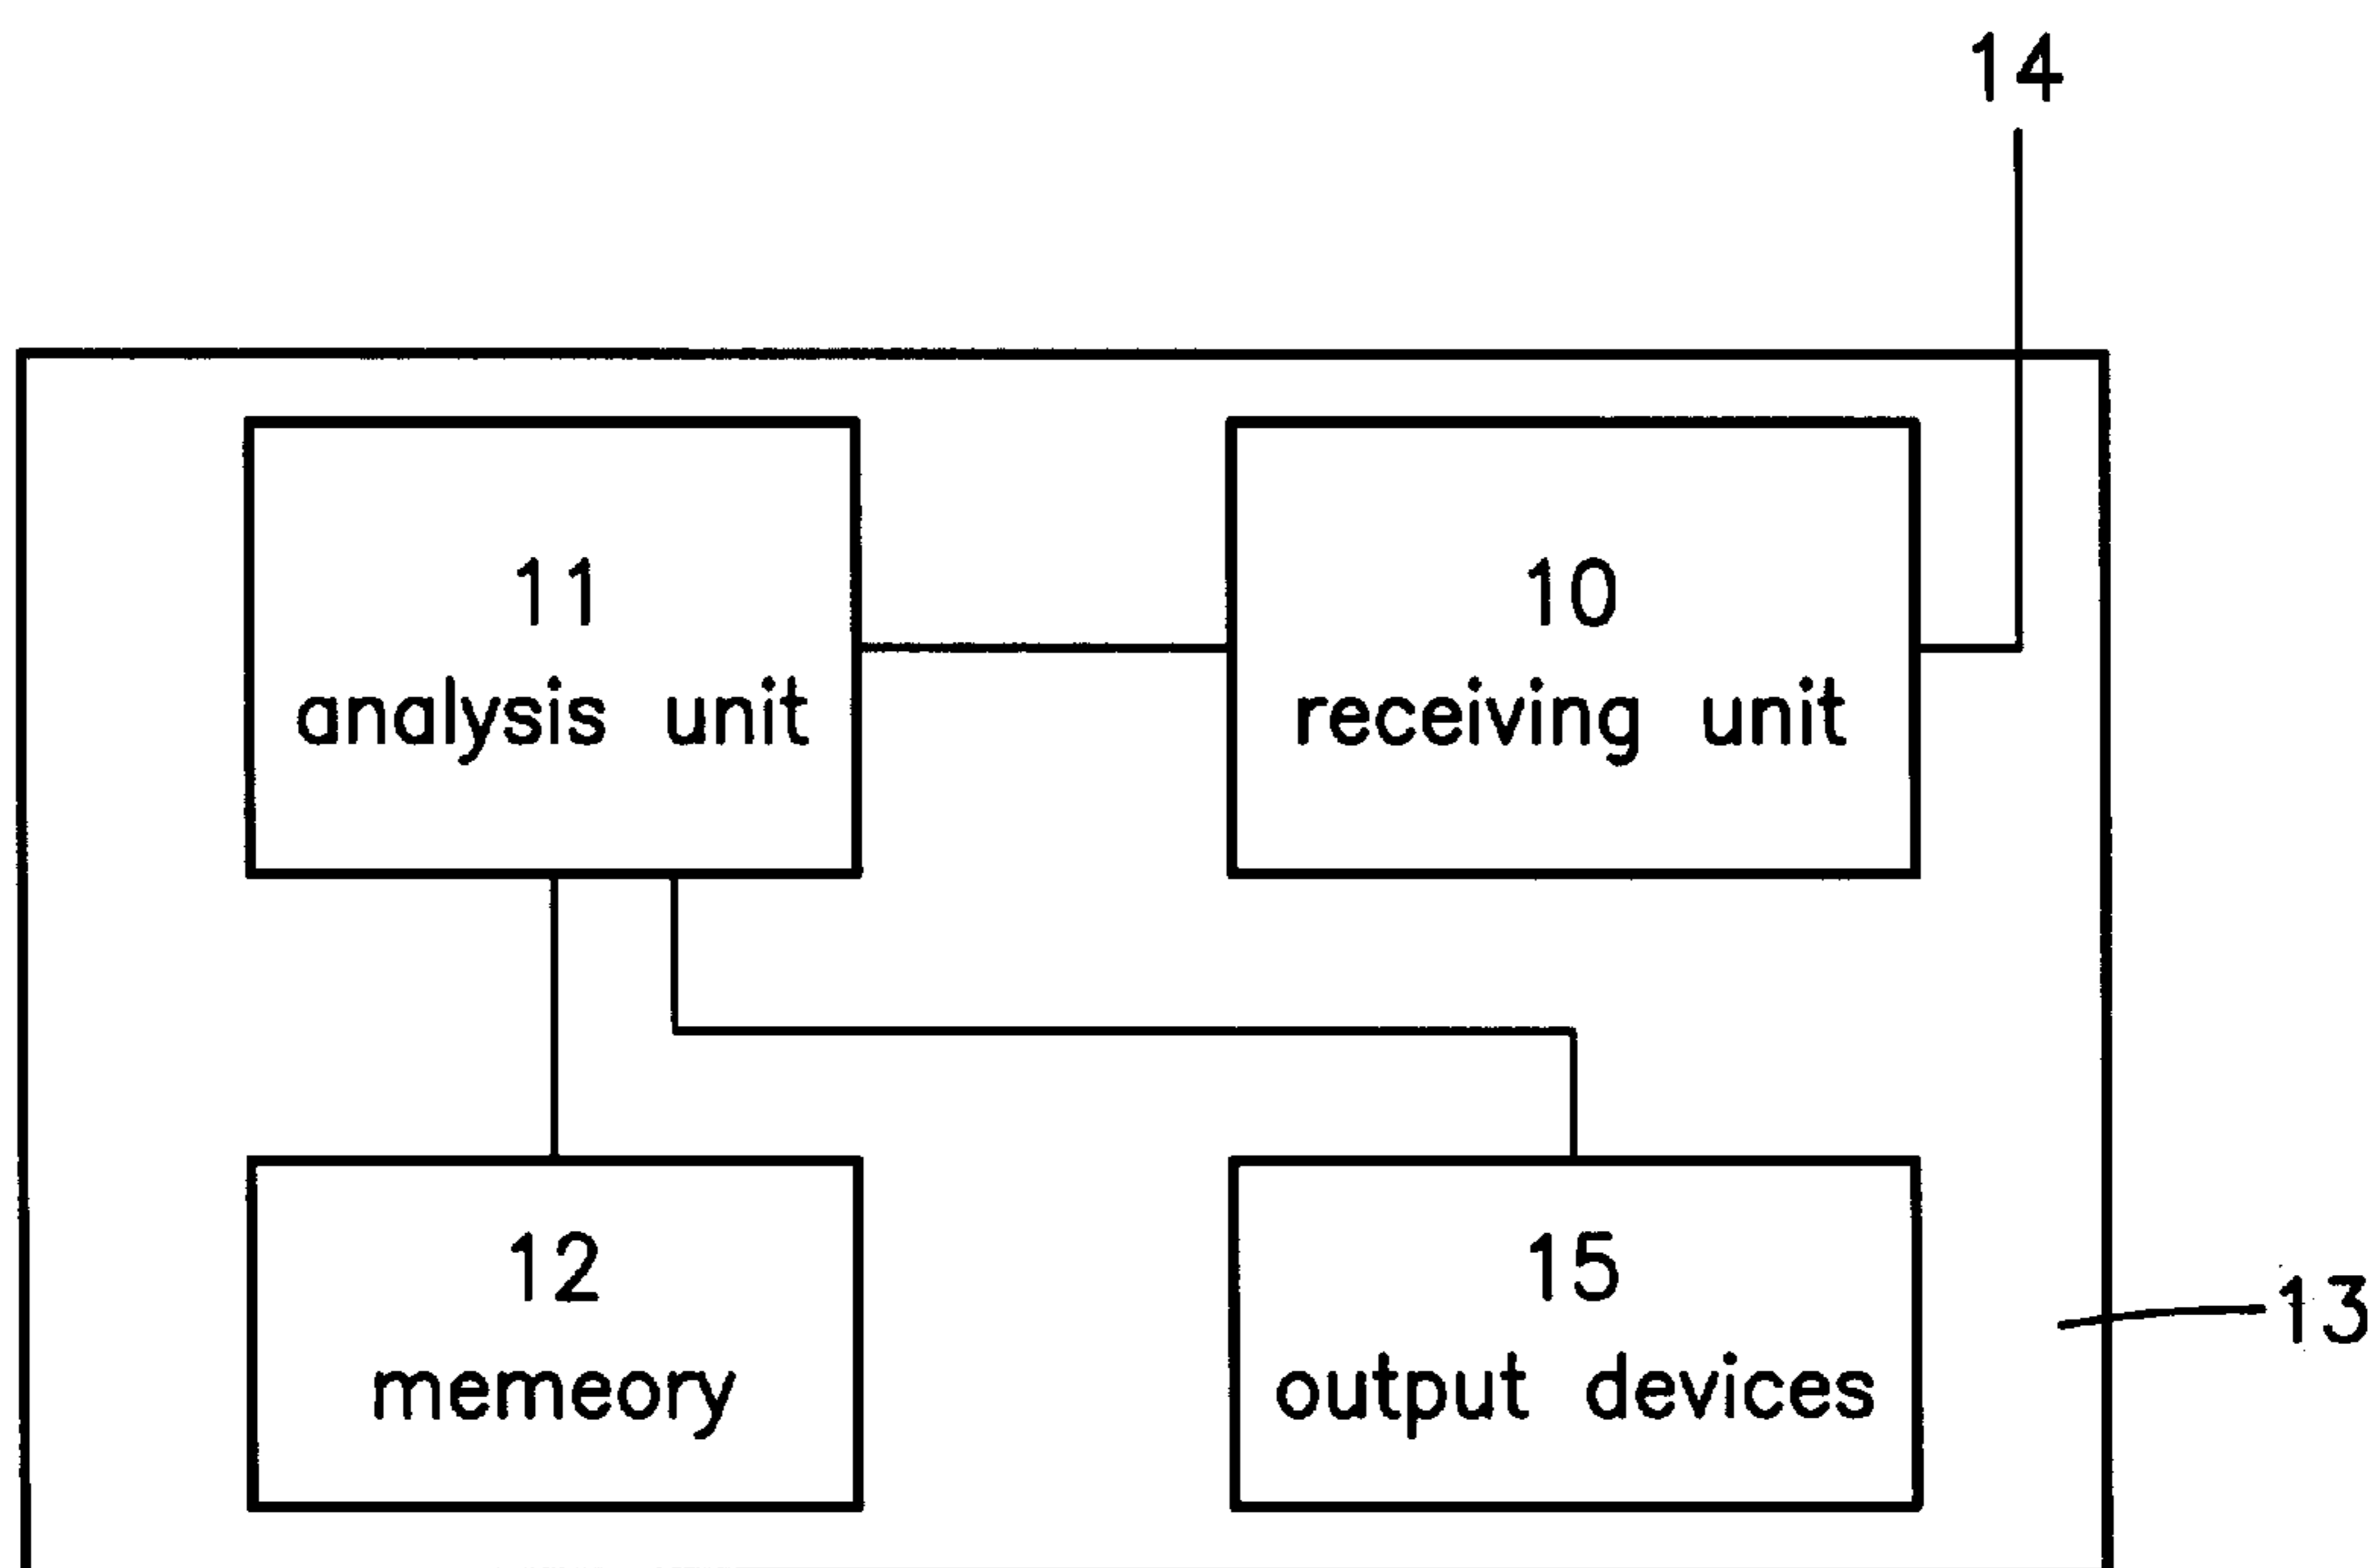 14
11
analysis unit
10
receiving unit
12
memeory
15
output devices
13